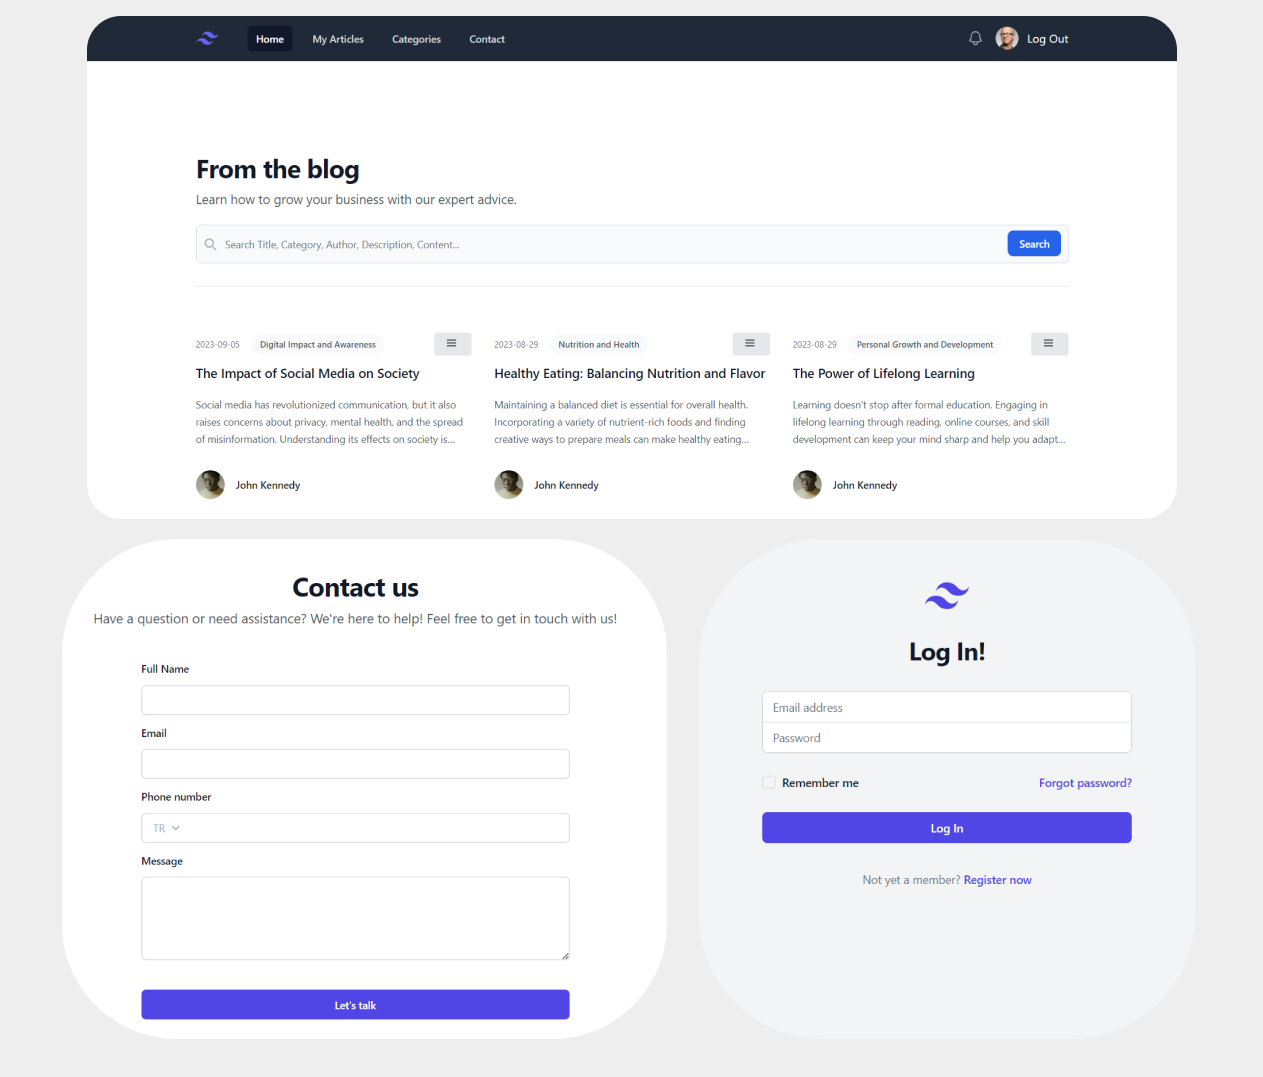 Home My Articles Categories Contact Log Out
From the blog
Learn how to grow your business with our expert advice.
Search Title, Category, Author, Description, Content... Search
2023-09-05 Digital Impact and Awareness
The Impact of Social Media on Society
Social media has revolutionized communication, but it also
raises concerns about privacy, mental health, and the spread
of misinformation. Understanding its effects on society is...
John Kennedy
2023-08-29 Nutrition and Health
Healthy Eating: Balancing Nutrition and Flavor
Maintaining a balanced diet is essential for overall health.
Incorporating a variety of nutrient-rich foods and finding
creative ways to prepare meals can make healthy eating...
John Kennedy
2023-08-29 Personal Growth and Development
The Power of Lifelong Learning
Learning doesn't stop after formal education. Engaging in
lifelong learning through reading, online courses, and skill
development can keep your mind sharp and help you adapt...
John Kennedy
Contact us
Have a question or need assistance? We're here to help! Feel free to get in touch with us!
Full Name
Email
Phone number
TR
Message
Let's talk
Log In!
Email address
Password
Remember me Forgot password?
Log In
Not yet a member? Register now